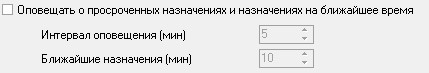 Оповещать о просроченных назначениях и назначениях на ближайшее время
Интервал оповещения (мин) 5
Ближайшие назначения (мин) 10